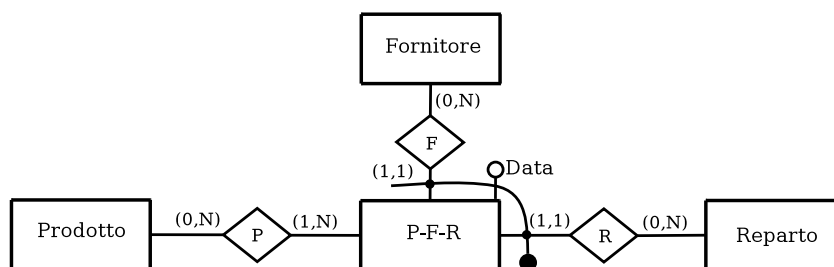 Fornitore
(0,N)
F
(1,1)
Data
Prodotto
(0,N)
P
(1,N)
P-F-R
(1,1)
R
(0,N)
Reparto